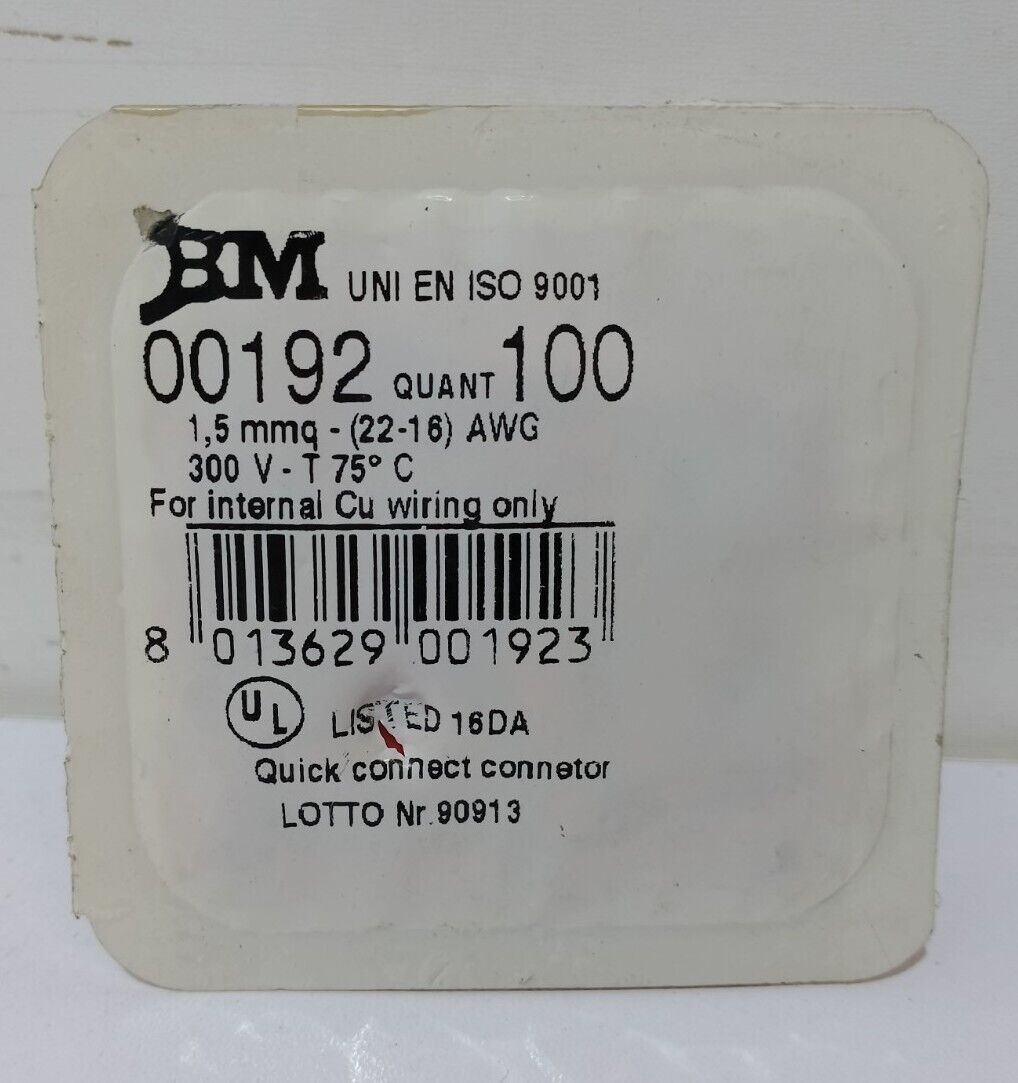 BM UNI EN ISO 9001
00192 QUANT 100
1,5 mmq - (22-16) AWG
300 V - T 75° C
For internal Cu wiring only
8 013629 001923
UL LISTED 16DA
Quick connect connetor
LOTTO Nr.90913